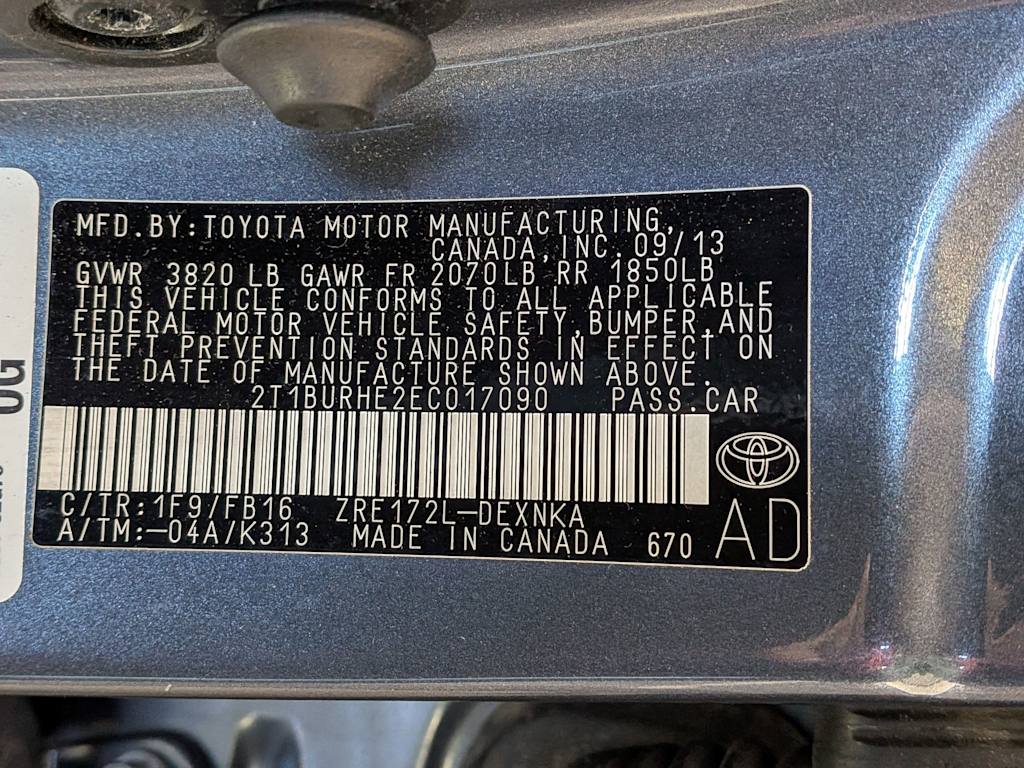 MFD.BY:TOYOTA MOTOR MANUFACTURING,
CANADA,INC. 09/13
GVWR 3820 LB GAWR FR 2070LB RR 1850LB
THIS VEHICLE CONFORMS TO ALL APPLICABLE
FEDERAL MOTOR VEHICLE SAFETY,BUMPER,AND
THEFT PREVENTION STANDARDS IN EFFECT ON
THE DATE OF MANUFACTURE SHOWN ABOVE.
2T1BURHE2EC017090 PASS.CAR
C/TR:1F9/FB16 ZRE172L-DEXNKA
A/TM:-04A/K313 MADE IN CANADA 670 AD